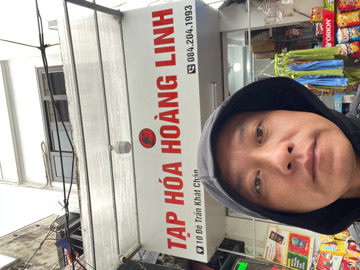 TẠP HÓA HOÀNG LINH
10 Đê Trần Khát Chân
084.204.1993